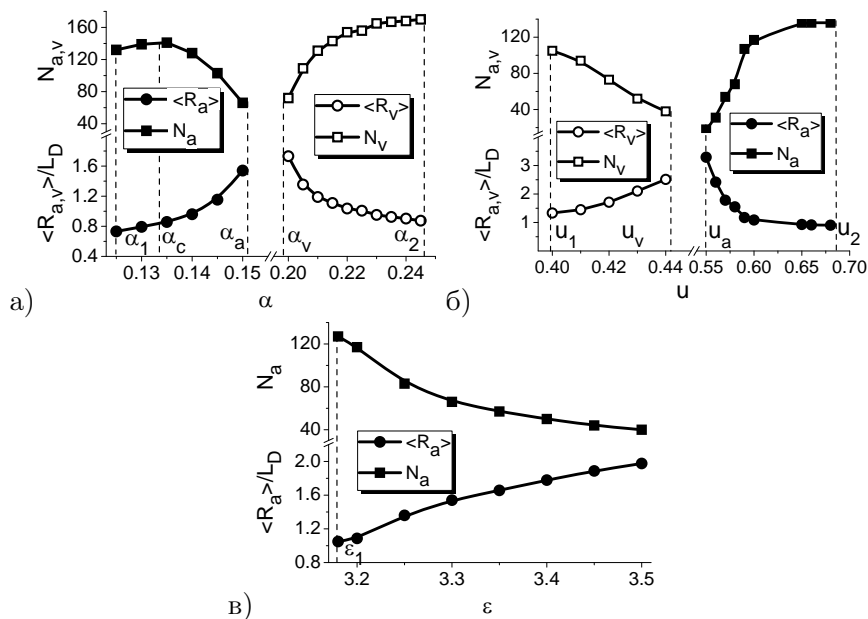 N_{a,v}
160
120
80
1.6
1.2
0.8
0.4
<R_{a,v}>/L_D
<R_a>
N_a
<R_v>
N_v
α_1 α_c α_a α_v α_2
0.13 0.14 0.15 0.20 0.22 0.24
а) α
N_{a,v}
120
80
40
3
2
1
0
<R_{a,v}>/L_D
<R_v>
N_v
<R_a>
N_a
u_1 u_v u_a u_2
0.40 0.42 0.44 0.55 0.60 0.65 0.70
б) u
N_a
120
80
40
2.0
1.6
1.2
0.8
<R_a>/L_D
<R_a>
N_a
ε_1
3.2 3.3 3.4 3.5
в) ε